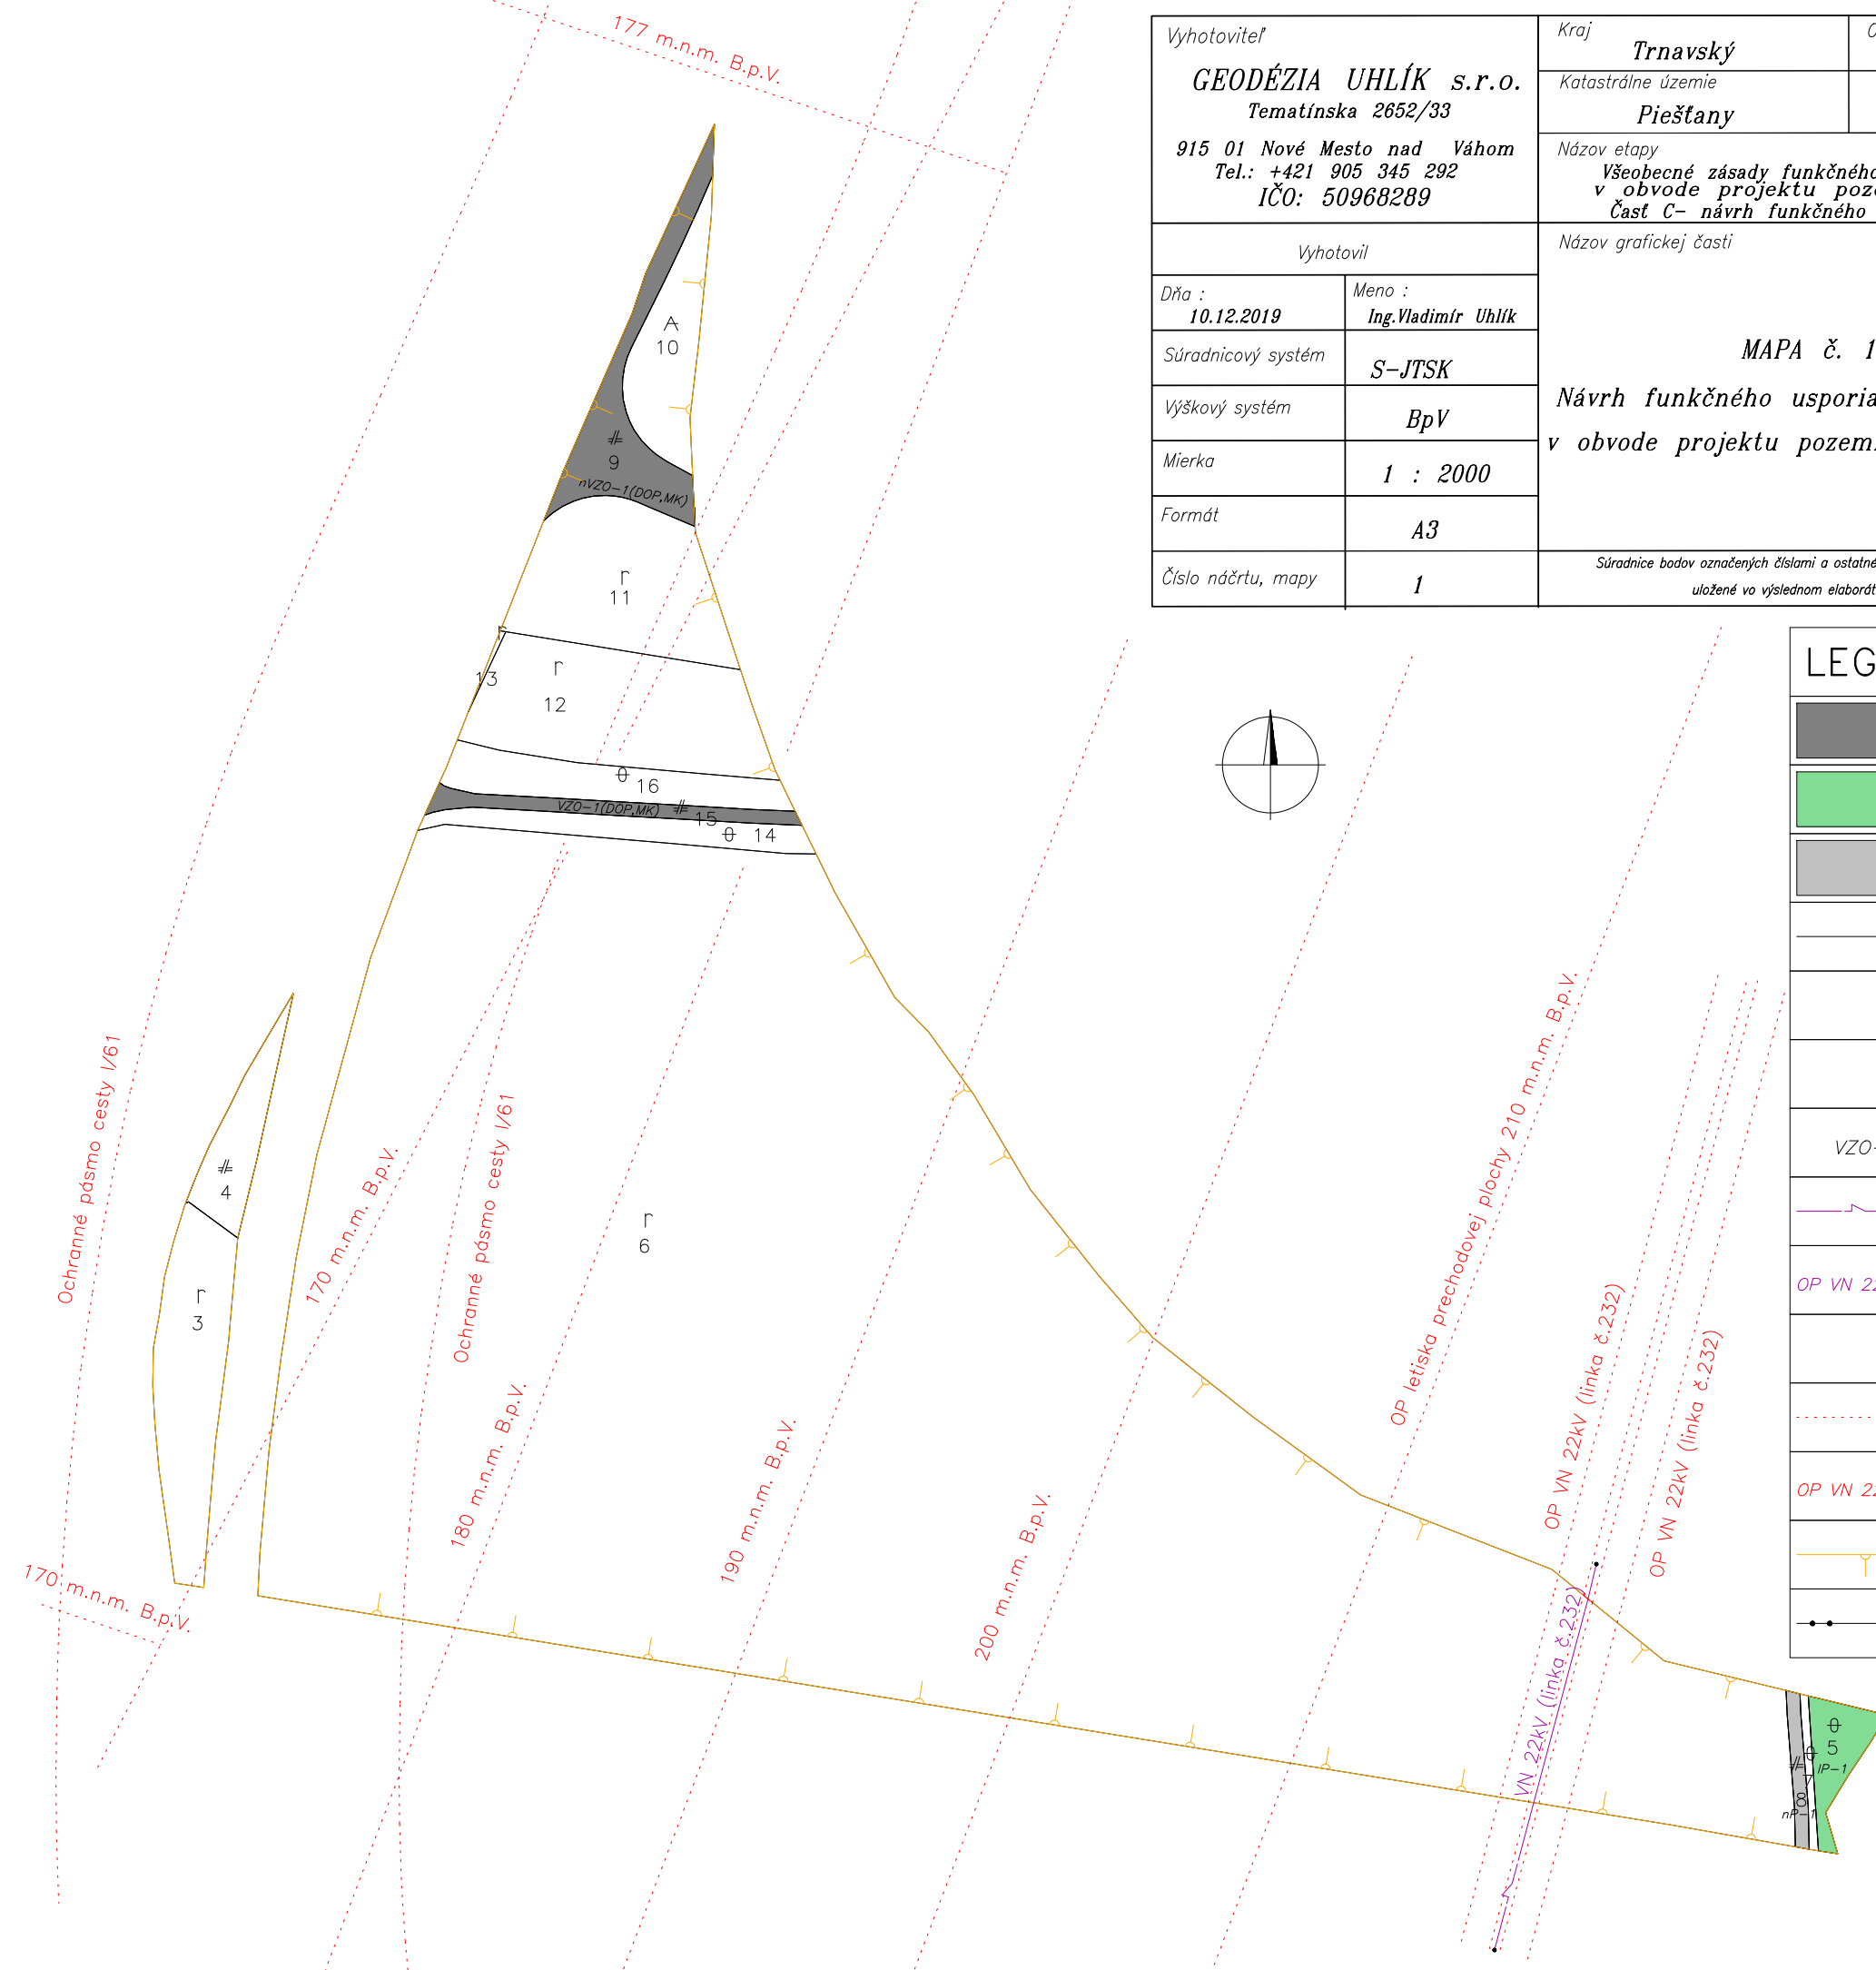 Vyhotoviteľ
GEODÉZIA UHLÍK s.r.o.
Tematínska 2652/33
915 01 Nové Mesto nad Váhom
Tel.: +421 905 345 292
IČO: 50968289
Kraj
Trnavský
Katastrálne územie
Piešťany
Názov etapy
Všeobecné zásady funkčného
v obvode projektu
Časť C- návrh funkčného
Vyhotovil
Dňa :
10.12.2019
Meno :
Ing.Vladimír Uhlík
Súradnicový systém
S-JTSK
Výškový systém
BpV
Mierka
1 : 2000
Formát
A3
Číslo náčrtu, mapy
1
Názov grafickej časti
MAPA č. 1
Návrh funkčného
v obvode projektu
Súradnice bodov označených číslami a ostatné
uložené vo výslednom
LEG
VZO-
OP VN 22
OP VN 22
177 m.n.m. B.p.V.
A
10
9
nVZO-1(DOP,MK)
r
11
r
13
r
12
16
VZO-1(DOP,MK)
15
14
Ochranné pásmo cesty I/61
4
r
3
170 m.n.m. B.p.V.
Ochranné pásmo cesty I/61
r
6
170 m.n.m. B.p.V.
180 m.n.m. B.p.V.
190 m.n.m. B.p.V.
200 m.n.m. B.p.V.
OP letiska prechodovej plochy 210 m.n.m. B.p.V.
OP VN 22kV (linka č.232)
OP VN 22kV (linka č.232)
VN 22kV (linka č.232)
5
IP-1
7
8
nP-1